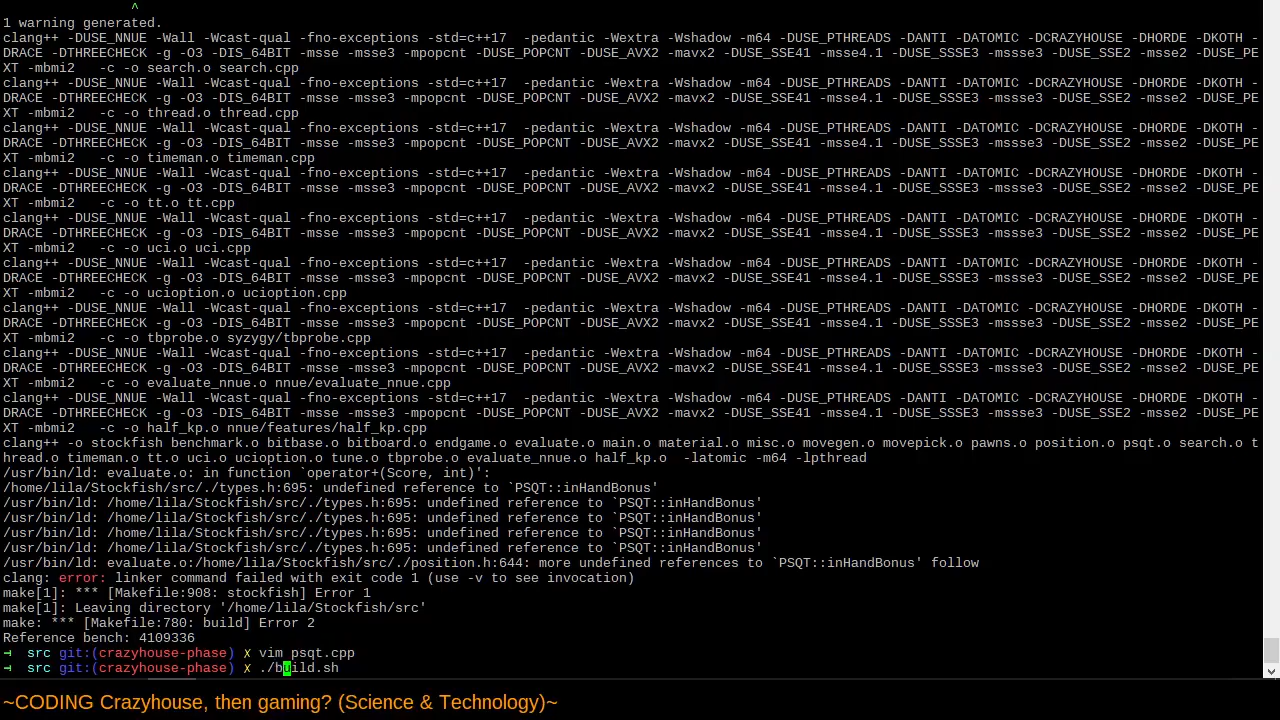 ^
1 warning generated.
clang++ -DUSE_NNUE -Wall -Wcast-qual -fno-exceptions -std=c++17  -pedantic -Wextra -Wshadow -m64 -DUSE_PTHREADS -DANTI -DATOMIC -DCRAZYHOUSE -DHORDE -DKOTH -
DRACE -DTHREECHECK -g -O3 -DIS_64BIT -msse -msse3 -mpopcnt -DUSE_POPCNT -DUSE_AVX2 -mavx2 -DUSE_SSE41 -msse4.1 -DUSE_SSSE3 -mssse3 -DUSE_SSE2 -msse2 -DUSE_PE
XT -mbmi2   -c -o search.o search.cpp
clang++ -DUSE_NNUE -Wall -Wcast-qual -fno-exceptions -std=c++17  -pedantic -Wextra -Wshadow -m64 -DUSE_PTHREADS -DANTI -DATOMIC -DCRAZYHOUSE -DHORDE -DKOTH -
DRACE -DTHREECHECK -g -O3 -DIS_64BIT -msse -msse3 -mpopcnt -DUSE_POPCNT -DUSE_AVX2 -mavx2 -DUSE_SSE41 -msse4.1 -DUSE_SSSE3 -mssse3 -DUSE_SSE2 -msse2 -DUSE_PE
XT -mbmi2   -c -o thread.o thread.cpp
clang++ -DUSE_NNUE -Wall -Wcast-qual -fno-exceptions -std=c++17  -pedantic -Wextra -Wshadow -m64 -DUSE_PTHREADS -DANTI -DATOMIC -DCRAZYHOUSE -DHORDE -DKOTH -
DRACE -DTHREECHECK -g -O3 -DIS_64BIT -msse -msse3 -mpopcnt -DUSE_POPCNT -DUSE_AVX2 -mavx2 -DUSE_SSE41 -msse4.1 -DUSE_SSSE3 -mssse3 -DUSE_SSE2 -msse2 -DUSE_PE
XT -mbmi2   -c -o timeman.o timeman.cpp
clang++ -DUSE_NNUE -Wall -Wcast-qual -fno-exceptions -std=c++17  -pedantic -Wextra -Wshadow -m64 -DUSE_PTHREADS -DANTI -DATOMIC -DCRAZYHOUSE -DHORDE -DKOTH -
DRACE -DTHREECHECK -g -O3 -DIS_64BIT -msse -msse3 -mpopcnt -DUSE_POPCNT -DUSE_AVX2 -mavx2 -DUSE_SSE41 -msse4.1 -DUSE_SSSE3 -mssse3 -DUSE_SSE2 -msse2 -DUSE_PE
XT -mbmi2   -c -o tt.o tt.cpp
clang++ -DUSE_NNUE -Wall -Wcast-qual -fno-exceptions -std=c++17  -pedantic -Wextra -Wshadow -m64 -DUSE_PTHREADS -DANTI -DATOMIC -DCRAZYHOUSE -DHORDE -DKOTH -
DRACE -DTHREECHECK -g -O3 -DIS_64BIT -msse -msse3 -mpopcnt -DUSE_POPCNT -DUSE_AVX2 -mavx2 -DUSE_SSE41 -msse4.1 -DUSE_SSSE3 -mssse3 -DUSE_SSE2 -msse2 -DUSE_PE
XT -mbmi2   -c -o uci.o uci.cpp
clang++ -DUSE_NNUE -Wall -Wcast-qual -fno-exceptions -std=c++17  -pedantic -Wextra -Wshadow -m64 -DUSE_PTHREADS -DANTI -DATOMIC -DCRAZYHOUSE -DHORDE -DKOTH -
DRACE -DTHREECHECK -g -O3 -DIS_64BIT -msse -msse3 -mpopcnt -DUSE_POPCNT -DUSE_AVX2 -mavx2 -DUSE_SSE41 -msse4.1 -DUSE_SSSE3 -mssse3 -DUSE_SSE2 -msse2 -DUSE_PE
XT -mbmi2   -c -o ucioption.o ucioption.cpp
clang++ -DUSE_NNUE -Wall -Wcast-qual -fno-exceptions -std=c++17  -pedantic -Wextra -Wshadow -m64 -DUSE_PTHREADS -DANTI -DATOMIC -DCRAZYHOUSE -DHORDE -DKOTH -
DRACE -DTHREECHECK -g -O3 -DIS_64BIT -msse -msse3 -mpopcnt -DUSE_POPCNT -DUSE_AVX2 -mavx2 -DUSE_SSE41 -msse4.1 -DUSE_SSSE3 -mssse3 -DUSE_SSE2 -msse2 -DUSE_PE
XT -mbmi2   -c -o tbprobe.o syzygy/tbprobe.cpp
clang++ -DUSE_NNUE -Wall -Wcast-qual -fno-exceptions -std=c++17  -pedantic -Wextra -Wshadow -m64 -DUSE_PTHREADS -DANTI -DATOMIC -DCRAZYHOUSE -DHORDE -DKOTH -
DRACE -DTHREECHECK -g -O3 -DIS_64BIT -msse -msse3 -mpopcnt -DUSE_POPCNT -DUSE_AVX2 -mavx2 -DUSE_SSE41 -msse4.1 -DUSE_SSSE3 -mssse3 -DUSE_SSE2 -msse2 -DUSE_PE
XT -mbmi2   -c -o evaluate_nnue.o nnue/evaluate_nnue.cpp
clang++ -DUSE_NNUE -Wall -Wcast-qual -fno-exceptions -std=c++17  -pedantic -Wextra -Wshadow -m64 -DUSE_PTHREADS -DANTI -DATOMIC -DCRAZYHOUSE -DHORDE -DKOTH -
DRACE -DTHREECHECK -g -O3 -DIS_64BIT -msse -msse3 -mpopcnt -DUSE_POPCNT -DUSE_AVX2 -mavx2 -DUSE_SSE41 -msse4.1 -DUSE_SSSE3 -mssse3 -DUSE_SSE2 -msse2 -DUSE_PE
XT -mbmi2   -c -o half_kp.o nnue/features/half_kp.cpp
clang++ -o stockfish benchmark.o bitbase.o bitboard.o endgame.o evaluate.o main.o material.o misc.o movegen.o movepick.o pawns.o position.o psqt.o search.o t
hread.o timeman.o tt.o uci.o ucioption.o tune.o tbprobe.o evaluate_nnue.o half_kp.o  -latomic -m64 -lpthread
/usr/bin/ld: evaluate.o: in function `operator+(Score, int)':
/home/lila/Stockfish/src/./types.h:695: undefined reference to `PSQT::inHandBonus'
/usr/bin/ld: /home/lila/Stockfish/src/./types.h:695: undefined reference to `PSQT::inHandBonus'
/usr/bin/ld: /home/lila/Stockfish/src/./types.h:695: undefined reference to `PSQT::inHandBonus'
/usr/bin/ld: /home/lila/Stockfish/src/./types.h:695: undefined reference to `PSQT::inHandBonus'
/usr/bin/ld: /home/lila/Stockfish/src/./types.h:695: undefined reference to `PSQT::inHandBonus'
/usr/bin/ld: evaluate.o:/home/lila/Stockfish/src/./position.h:644: more undefined references to `PSQT::inHandBonus' follow
clang: error: linker command failed with exit code 1 (use -v to see invocation)
make[1]: *** [Makefile:908: stockfish] Error 1
make[1]: Leaving directory '/home/lila/Stockfish/src'
make: *** [Makefile:780: build] Error 2
Reference bench: 4109336
⊣  src git:(crazyhouse-phase) ✗ vim psqt.cpp
⊣  src git:(crazyhouse-phase) ✗ ./build.sh
~CODING Crazyhouse, then gaming? (Science & Technology)~